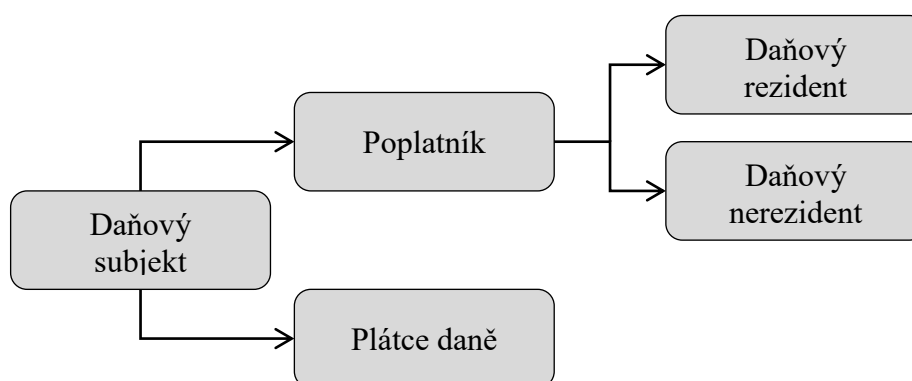 Daňový
rezident
Poplatník
Daňový
nerezident
Daňový
subjekt
Plátce daně